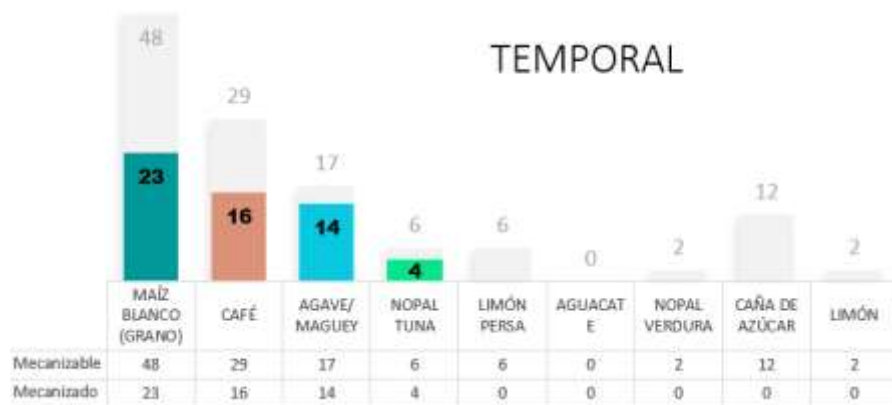 TEMPORAL
48
29
17
6
6
0
2
12
2
23
16
14
4
MAÍZ BLANCO (GRANO)
CAFÉ
AGAVE/ MAGUEY
NOPAL TUNA
LIMÓN PERSA
AGUACAT E
NOPAL VERDURA
CAÑA DE AZÚCAR
LIMÓN
Mecanizable 48 29 17 6 6 0 2 12 2
Mecanizado 23 16 14 4 0 0 0 0 0